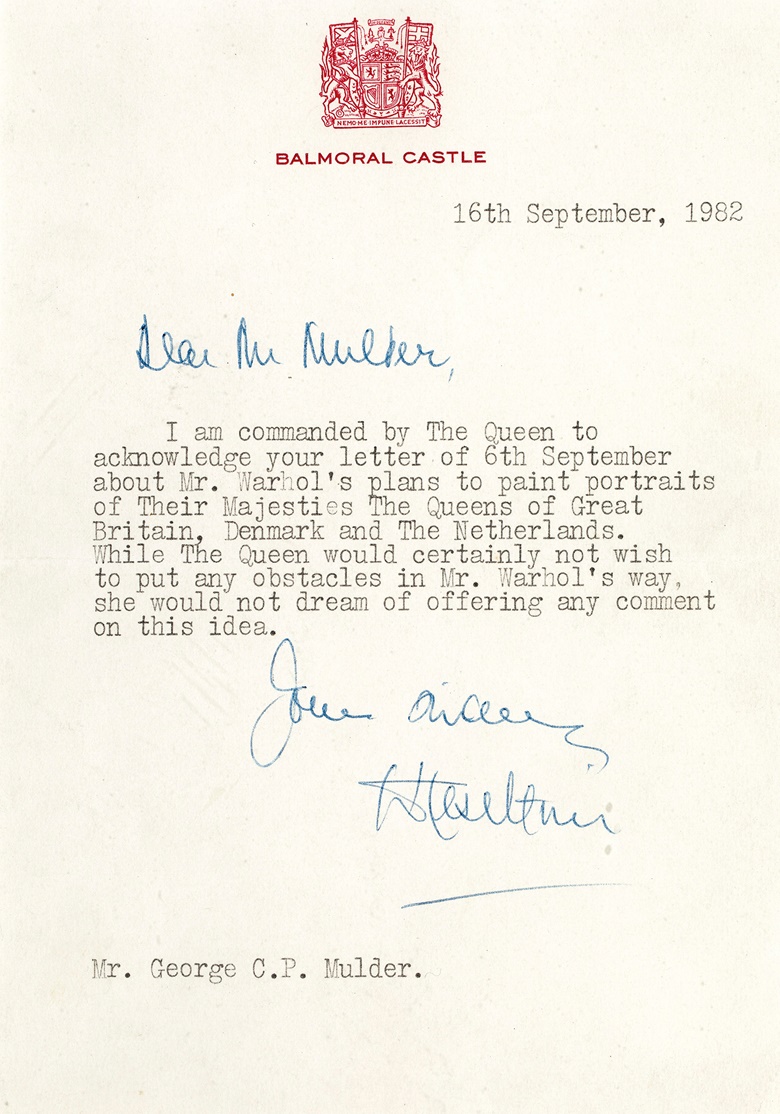 NEMO ME IMPUNE LACESSIT
BALMORAL CASTLE
16th September, 1982
Dear Mr Mulder,
I am commanded by The Queen to
acknowledge your letter of 6th September
about Mr. Warhol's plans to paint portraits
of Their Majesties The Queens of Great
Britain, Denmark and The Netherlands.
While The Queen would certainly not wish
to put any obstacles in Mr. Warhol's way,
she would not dream of offering any comment
on this idea.
Yours sincerely
Heseltine
Mr. George C.P. Mulder.